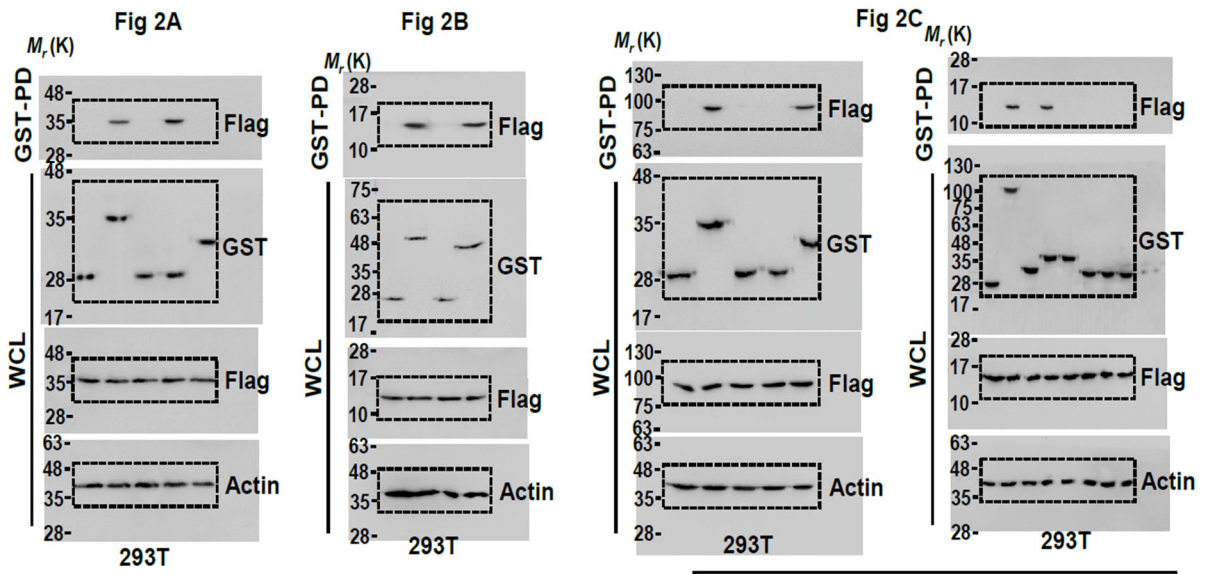 Fig 2A
M_r (K)
GST-PD
48-
35-
28-
Flag
WCL
48-
35-
28-
17-
GST
48-
35-
28-
Flag
63-
48-
35-
28-
Actin
293T
Fig 2B
M_r (K)
GST-PD
28-
17-
10-
Flag
WCL
75-
63-
48-
35-
28-
17-
GST
28-
17-
10-
Flag
63-
48-
35-
28-
Actin
293T
Fig 2C
M_r (K)
GST-PD
130-
100-
75-
63-
Flag
WCL
48-
35-
28-
17-
GST
130-
100-
75-
63-
Flag
63-
48-
35-
28-
Actin
293T
M_r (K)
GST-PD
28-
17-
10-
Flag
WCL
130-
100-
75-
63-
48-
35-
28-
17-
GST
28-
17-
10-
Flag
63-
48-
35-
28-
Actin
293T